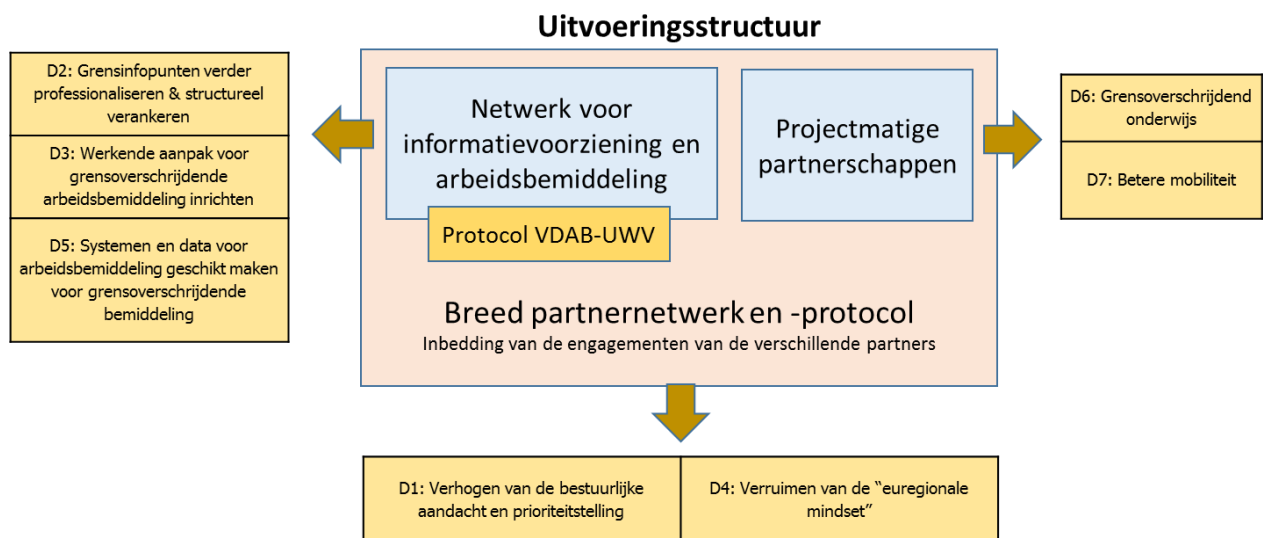 Uitvoeringsstructuur
D2: Grensinfopunten verder
professionaliseren & structureel
verankeren
D3: Werkende aanpak voor
grensoverschrijdende
arbeidsbemiddeling inrichten
D5: Systemen en data voor
arbeidsbemiddeling geschikt maken
voor grensoverschrijdende
bemiddeling
Netwerk voor
informatievoorziening en
arbeidsbemiddeling
Protocol VDAB-UWV
Projectmatige
partnerschappen
D6: Grensoverschrijdend
onderwijs
D7: Betere mobiliteit
Breed partnernetwerk en -protocol
Inbedding van de engagementen van de verschillende partners
D1: Verhogen van de bestuurlijke
aandacht en prioriteitstelling
D4: Verruimen van de “euregionale
mindset”